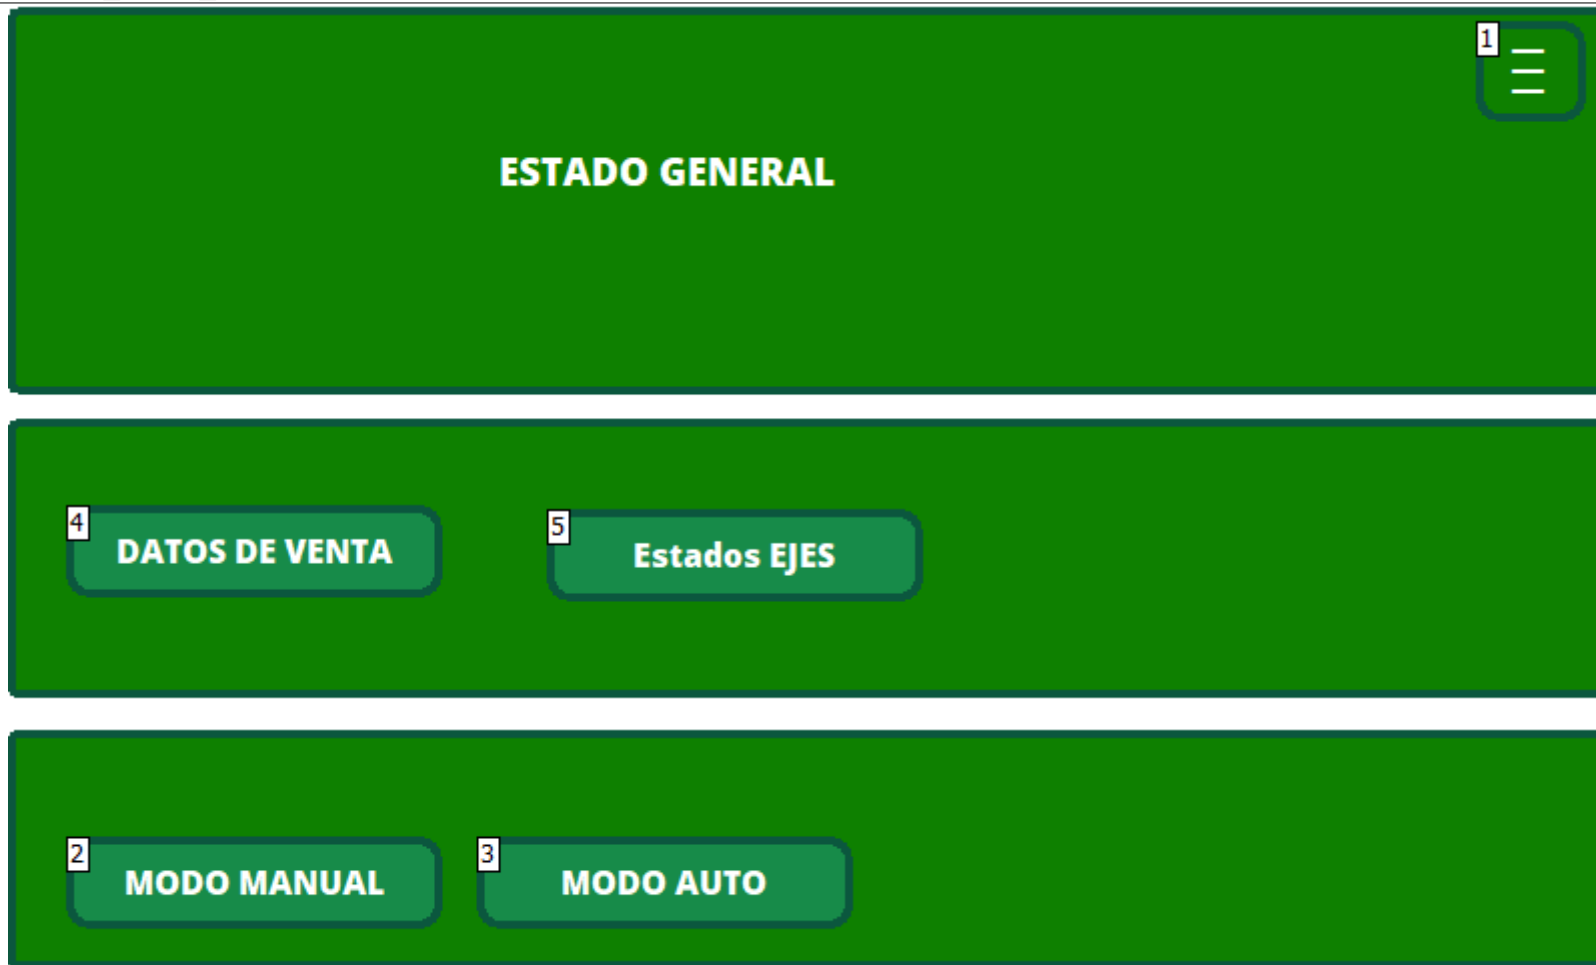 1
ESTADO GENERAL
4
DATOS DE VENTA
5
Estados EJES
2
MODO MANUAL
3
MODO AUTO